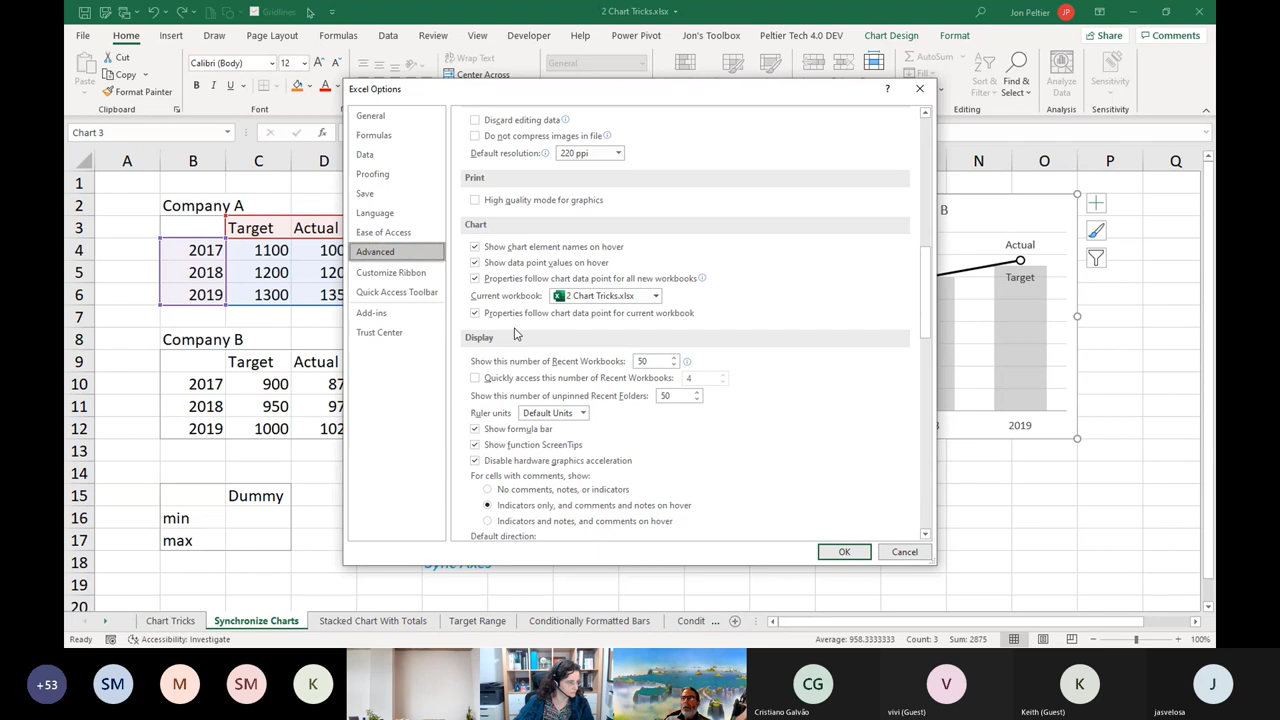 Gridlines
2 Chart Tricks.xlsx
Jon Peltier
JP
File Home Insert Draw Page Layout Formulas Data Review View Developer Help Power Pivot Jon's Toolbox Peltier Tech 4.0 DEV Chart Design Format Share Comments
Cut
Copy
Format Painter
Paste
Calibri (Body) 12
B I U
Wrap Text
Center Across
General
AutoSum
Fill
Sort & Filter
Find & Select
Analyze Data
Sensitivity
Clipboard Font Editing Analysis Sensitivity
Chart 3
fx
A B C D N O P Q
1
2 Company A
3 Target Actual
4 2017 1100 100
5 2018 1200 120
6 2019 1300 135
7
8 Company B
9 Target Actual
10 2017 900 87
11 2018 950 97
12 2019 1000 102
13
14
15 Dummy
16 min
17 max
18
19
20
Sync Axes
B
Actual
Target
8 2019
Excel Options
?
General
Formulas
Data
Proofing
Save
Language
Ease of Access
Advanced
Customize Ribbon
Quick Access Toolbar
Add-ins
Trust Center
Discard editing data
Do not compress images in file
Default resolution: 220 ppi
Print
High quality mode for graphics
Chart
Show chart element names on hover
Show data point values on hover
Properties follow chart data point for all new workbooks
Current workbook: 2 Chart Tricks.xlsx
Properties follow chart data point for current workbook
Display
Show this number of Recent Workbooks: 50
Quickly access this number of Recent Workbooks: 4
Show this number of unpinned Recent Folders: 50
Ruler units Default Units
Show formula bar
Show function ScreenTips
Disable hardware graphics acceleration
For cells with comments, show:
No comments, notes, or indicators
Indicators only, and comments and notes on hover
Indicators and notes, and comments on hover
Default direction:
OK Cancel
Chart Tricks Synchronize Charts Stacked Chart With Totals Target Range Conditionally Formatted Bars Condit ...
Ready Accessibility: Investigate Average: 958.3333333 Count: 3 Sum: 2875 100%
+53 SM M SM K CG V K J
Cristiano Galvão vivi (Guest) Keith (Guest) jasvelosa